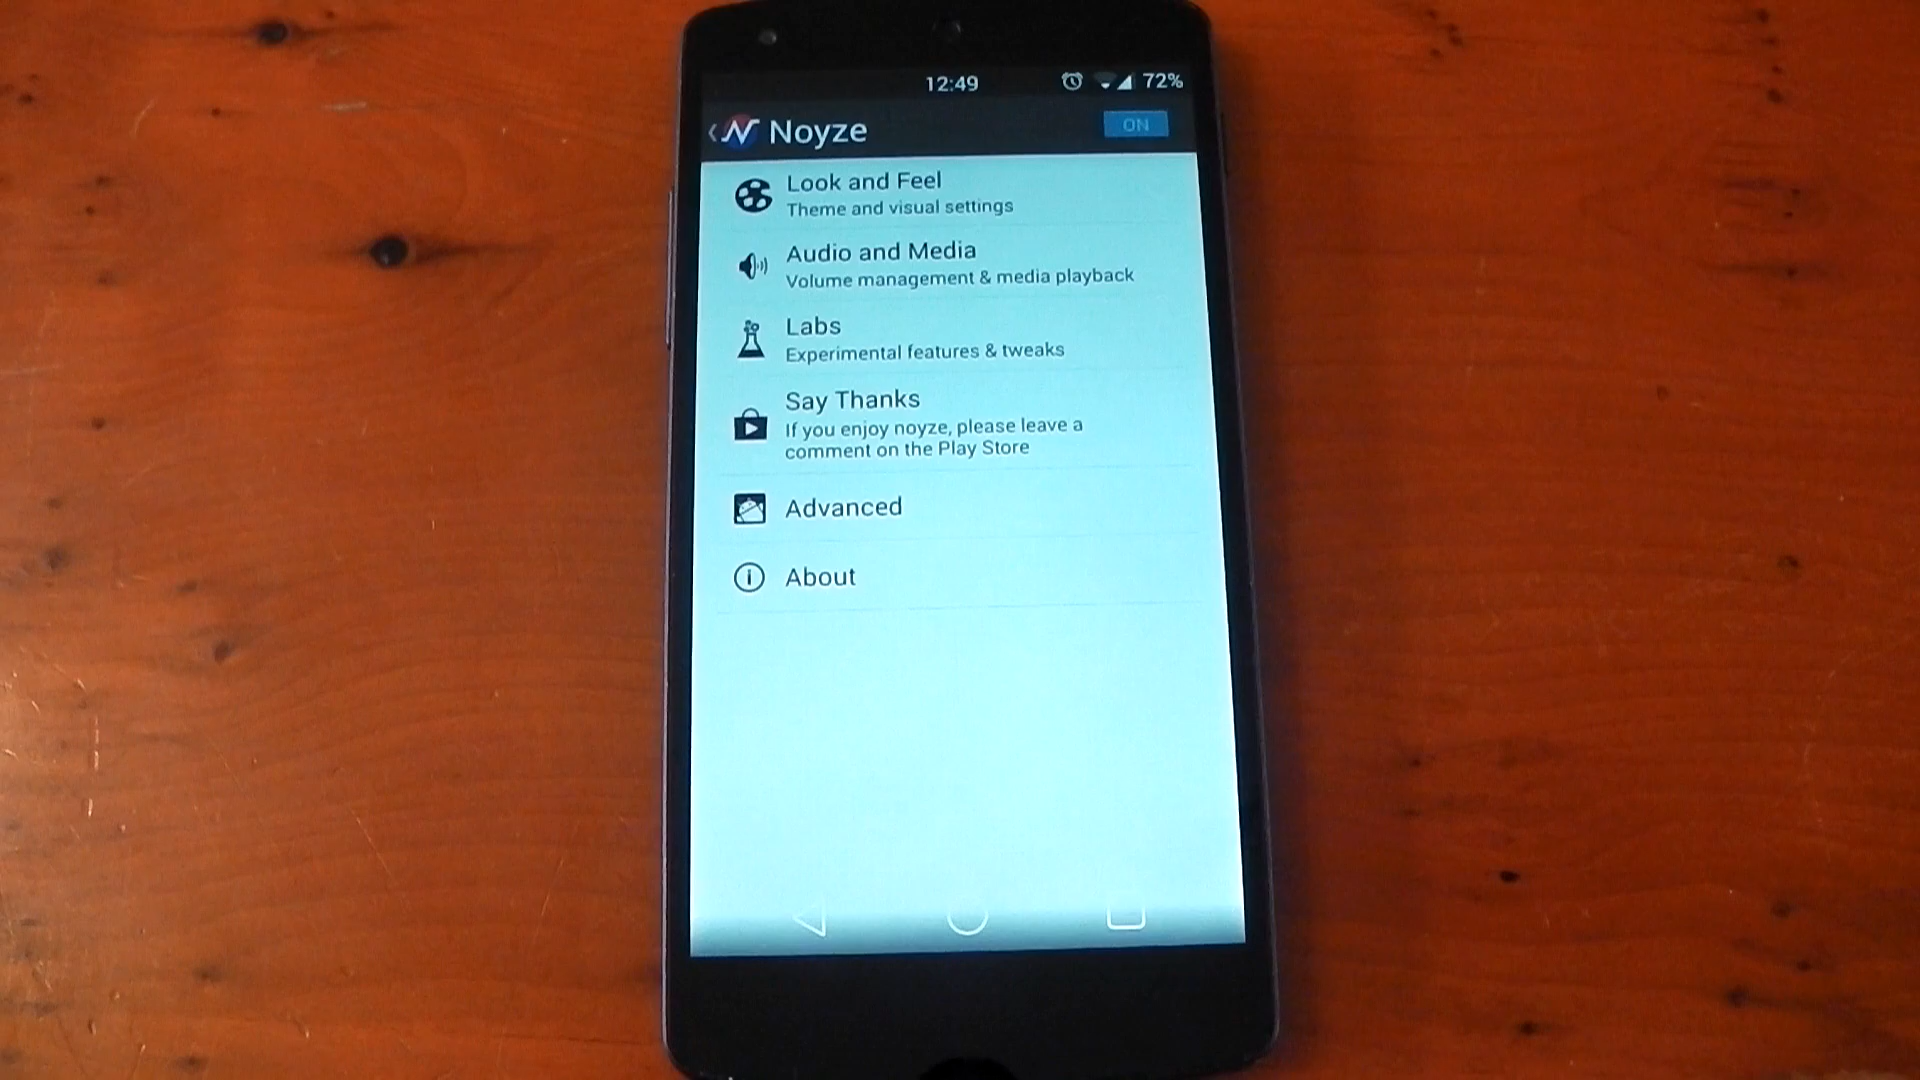 12:49 72%
Noyze ON
Look and Feel
Theme and visual settings
Audio and Media
Volume management & media playback
Labs
Experimental features & tweaks
Say Thanks
If you enjoy noyze, please leave a
comment on the Play Store
Advanced
About